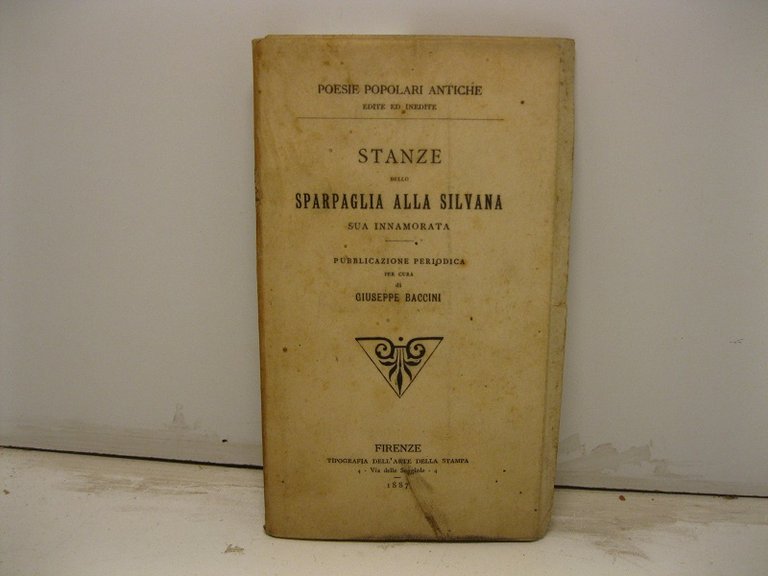 POESIE POPOLARI ANTICHE
EDITE ED INEDITE
STANZE
DELLO
SPARPAGLIA ALLA SILVANA
SUA INNAMORATA
PUBBLICAZIONE PERIODICA
PER CURA
di
GIUSEPPE BACCINI
FIRENZE
TIPOGRAFIA DELL'ARTE DELLA STAMPA
4 - Via delle Seggiole - 4
1887